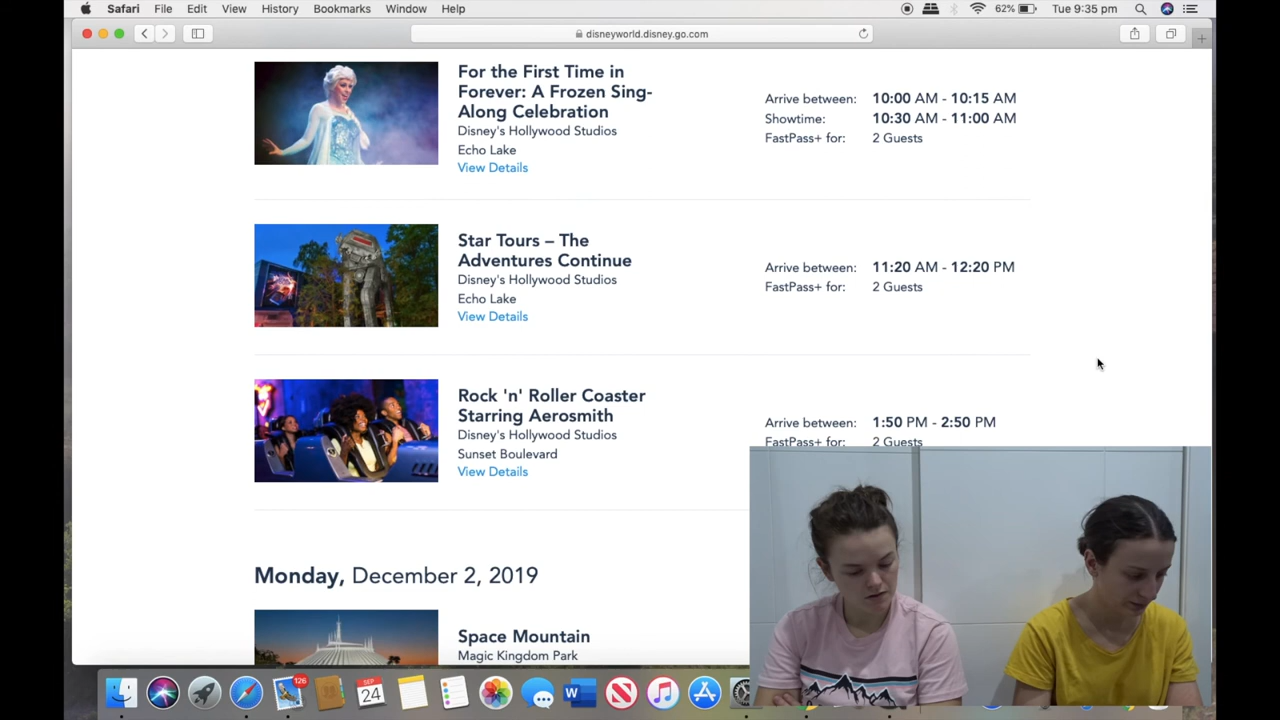 Safari File Edit View History Bookmarks Window Help 62% Tue 9:35 pm
disneyworld.disney.go.com
For the First Time in
Forever: A Frozen Sing-
Along Celebration
Disney's Hollywood Studios
Echo Lake
View Details
Arrive between: 10:00 AM - 10:15 AM
Showtime: 10:30 AM - 11:00 AM
FastPass+ for: 2 Guests
Star Tours – The
Adventures Continue
Disney's Hollywood Studios
Echo Lake
View Details
Arrive between: 11:20 AM - 12:20 PM
FastPass+ for: 2 Guests
Rock 'n' Roller Coaster
Starring Aerosmith
Disney's Hollywood Studios
Sunset Boulevard
View Details
Arrive between: 1:50 PM - 2:50 PM
FastPass+ for: 2 Guests
Monday, December 2, 2019
Space Mountain
Magic Kingdom Park
126
SEP
24
W